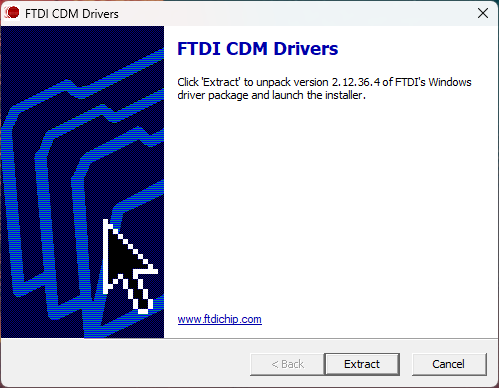 FTDI CDM Drivers
FTDI CDM Drivers
Click 'Extract' to unpack version 2.12.36.4 of FTDI's Windows
driver package and launch the installer.
www.ftdichip.com
< Back
Extract
Cancel